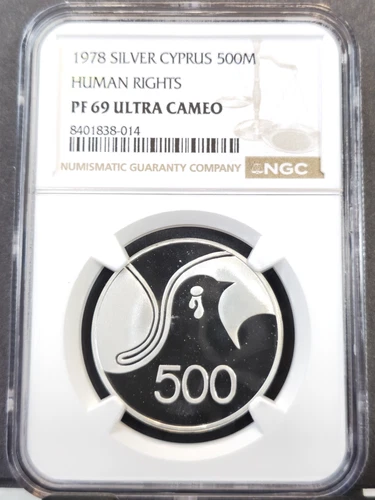 1978 SILVER CYPRUS 500M
HUMAN RIGHTS
PF 69 ULTRA CAMEO
8401838-014
NUMISMATIC GUARANTY COMPANY NGC
500